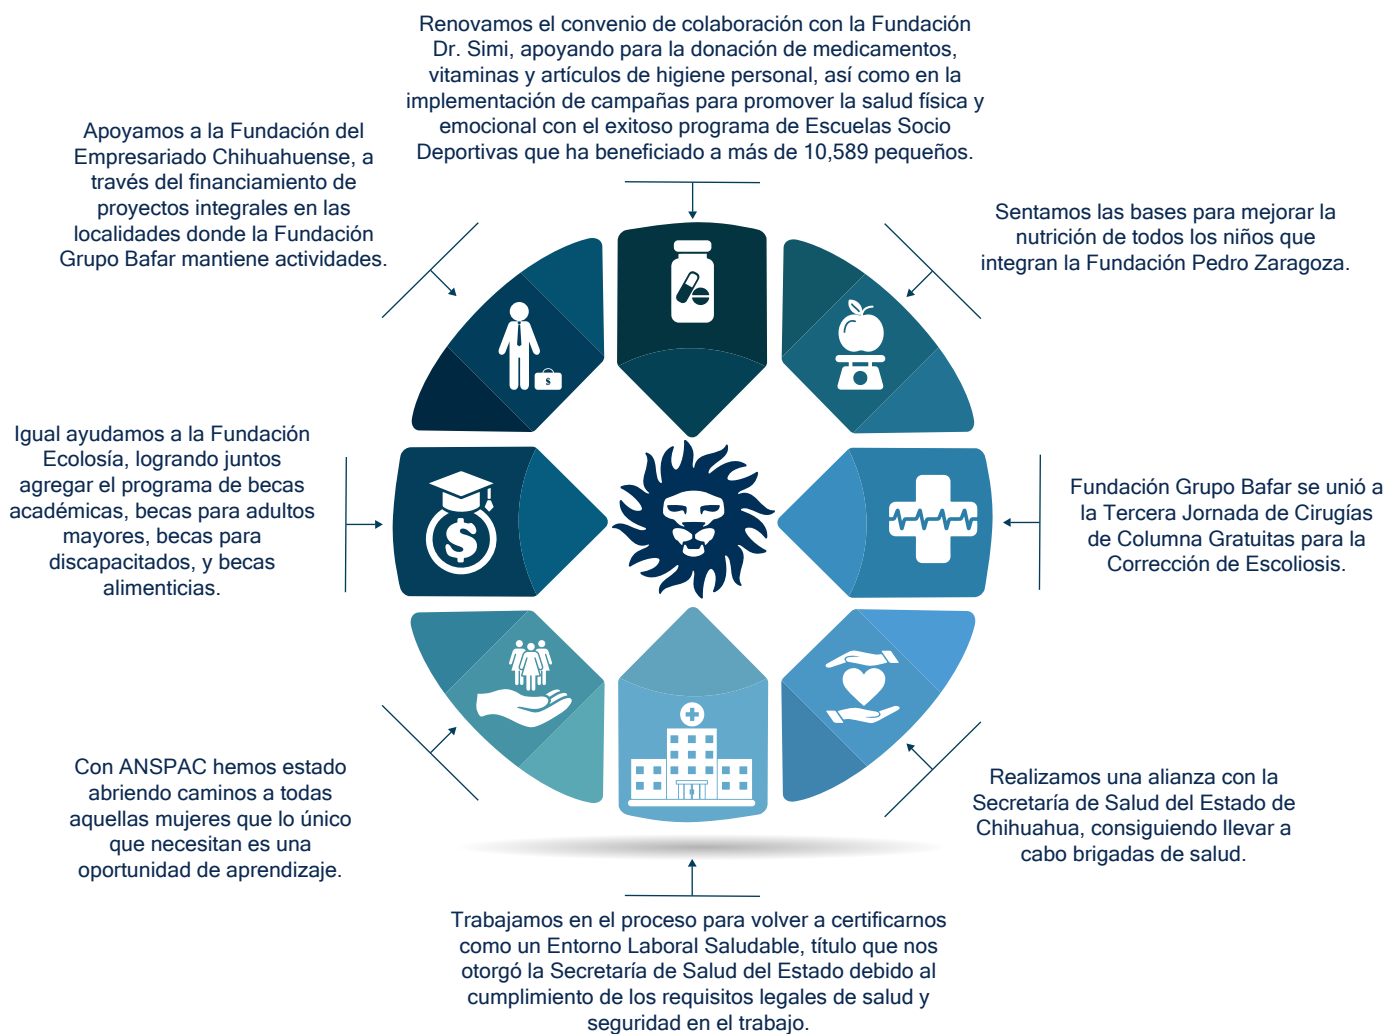 Renovamos el convenio de colaboración con la Fundación
Dr. Simi, apoyando para la donación de medicamentos,
vitaminas y artículos de higiene personal, así como en la
implementación de campañas para promover la salud física y
emocional con el exitoso programa de Escuelas Socio
Deportivas que ha beneficiado a más de 10,589 pequeños.
Apoyamos a la Fundación del
Empresariado Chihuahuense, a
través del financiamiento de
proyectos integrales en las
localidades donde la Fundación
Grupo Bafar mantiene actividades.
Sentamos las bases para mejorar la
nutrición de todos los niños que
integran la Fundación Pedro Zaragoza.
$
Igual ayudamos a la Fundación
Ecolosía, logrando juntos
agregar el programa de becas
académicas, becas para adultos
mayores, becas para
discapacitados, y becas
alimenticias.
$
Fundación Grupo Bafar se unió a
la Tercera Jornada de Cirugías
de Columna Gratuitas para la
Corrección de Escoliosis.
Con ANSPAC hemos estado
abriendo caminos a todas
aquellas mujeres que lo único
que necesitan es una
oportunidad de aprendizaje.
Realizamos una alianza con la
Secretaría de Salud del Estado de
Chihuahua, consiguiendo llevar a
cabo brigadas de salud.
Trabajamos en el proceso para volver a certificarnos
como un Entorno Laboral Saludable, título que nos
otorgó la Secretaría de Salud del Estado debido al
cumplimiento de los requisitos legales de salud y
seguridad en el trabajo.